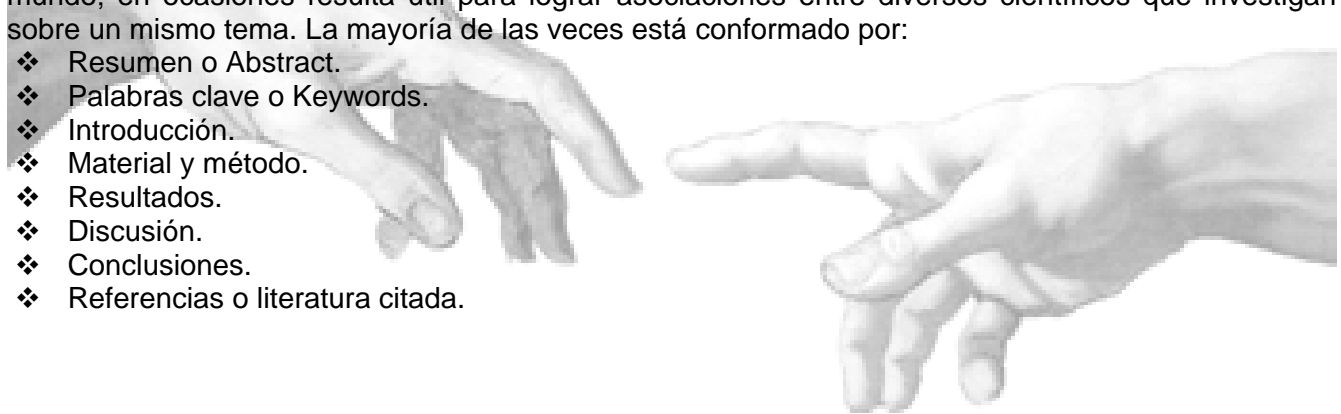 mundo, en ocasiones resulta útil para lograr asociaciones entre diversos científicos que investigan
sobre un mismo tema. La mayoría de las veces está conformado por:
❖ Resumen o Abstract.
❖ Palabras clave o Keywords.
❖ Introducción.
❖ Material y método.
❖ Resultados.
❖ Discusión.
❖ Conclusiones.
❖ Referencias o literatura citada.